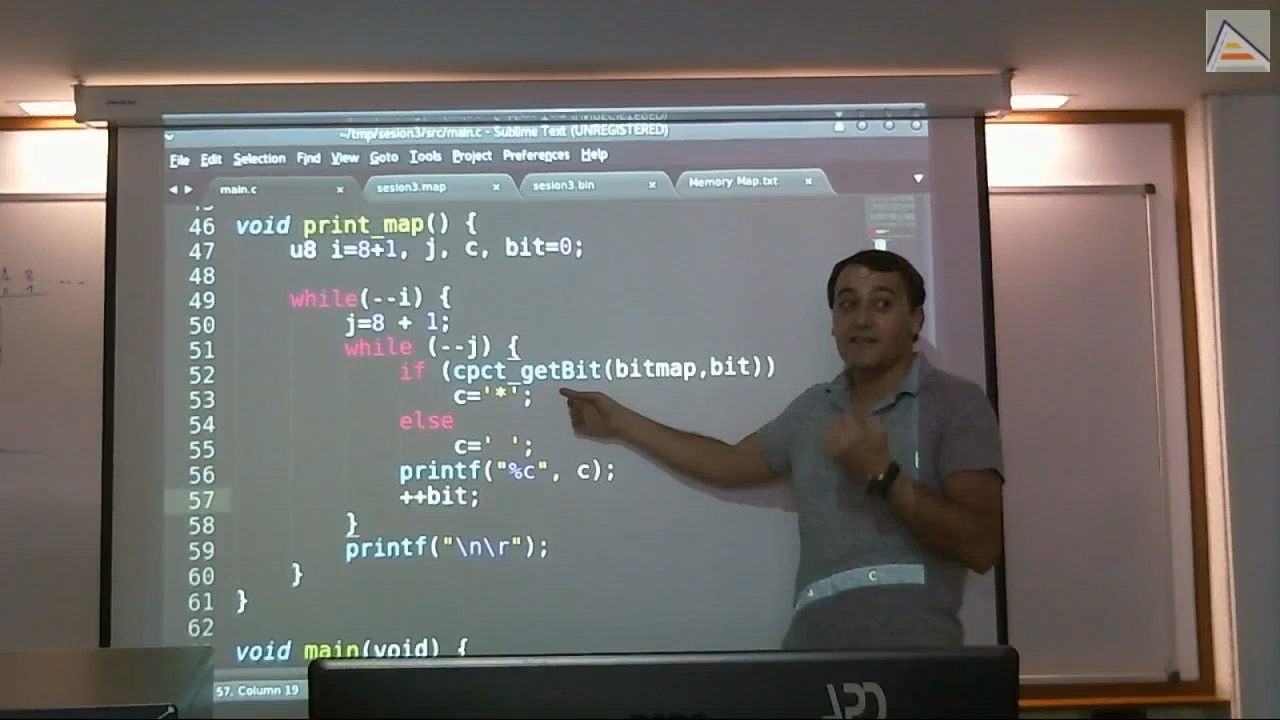 ~/tmp/sesion3/src/main.c - Sublime Text (UNREGISTERED)
File Edit Selection Find View Goto Tools Project Preferences Help
main.c × sesion3.map × sesion3.bin × Memory Map.txt ×
46 void print_map() {
47 u8 i=8+1, j, c, bit=0;
48
49 while(--i) {
50 j=8 + 1;
51 while (--j) {
52 if (cpct_getBit(bitmap,bit))
53 c='*';
54 else
55 c=' ';
56 printf("%c", c);
57 ++bit;
58 }
59 printf("\n\r");
60 }
61 }
62
void main(void) {
57, Column 19
C